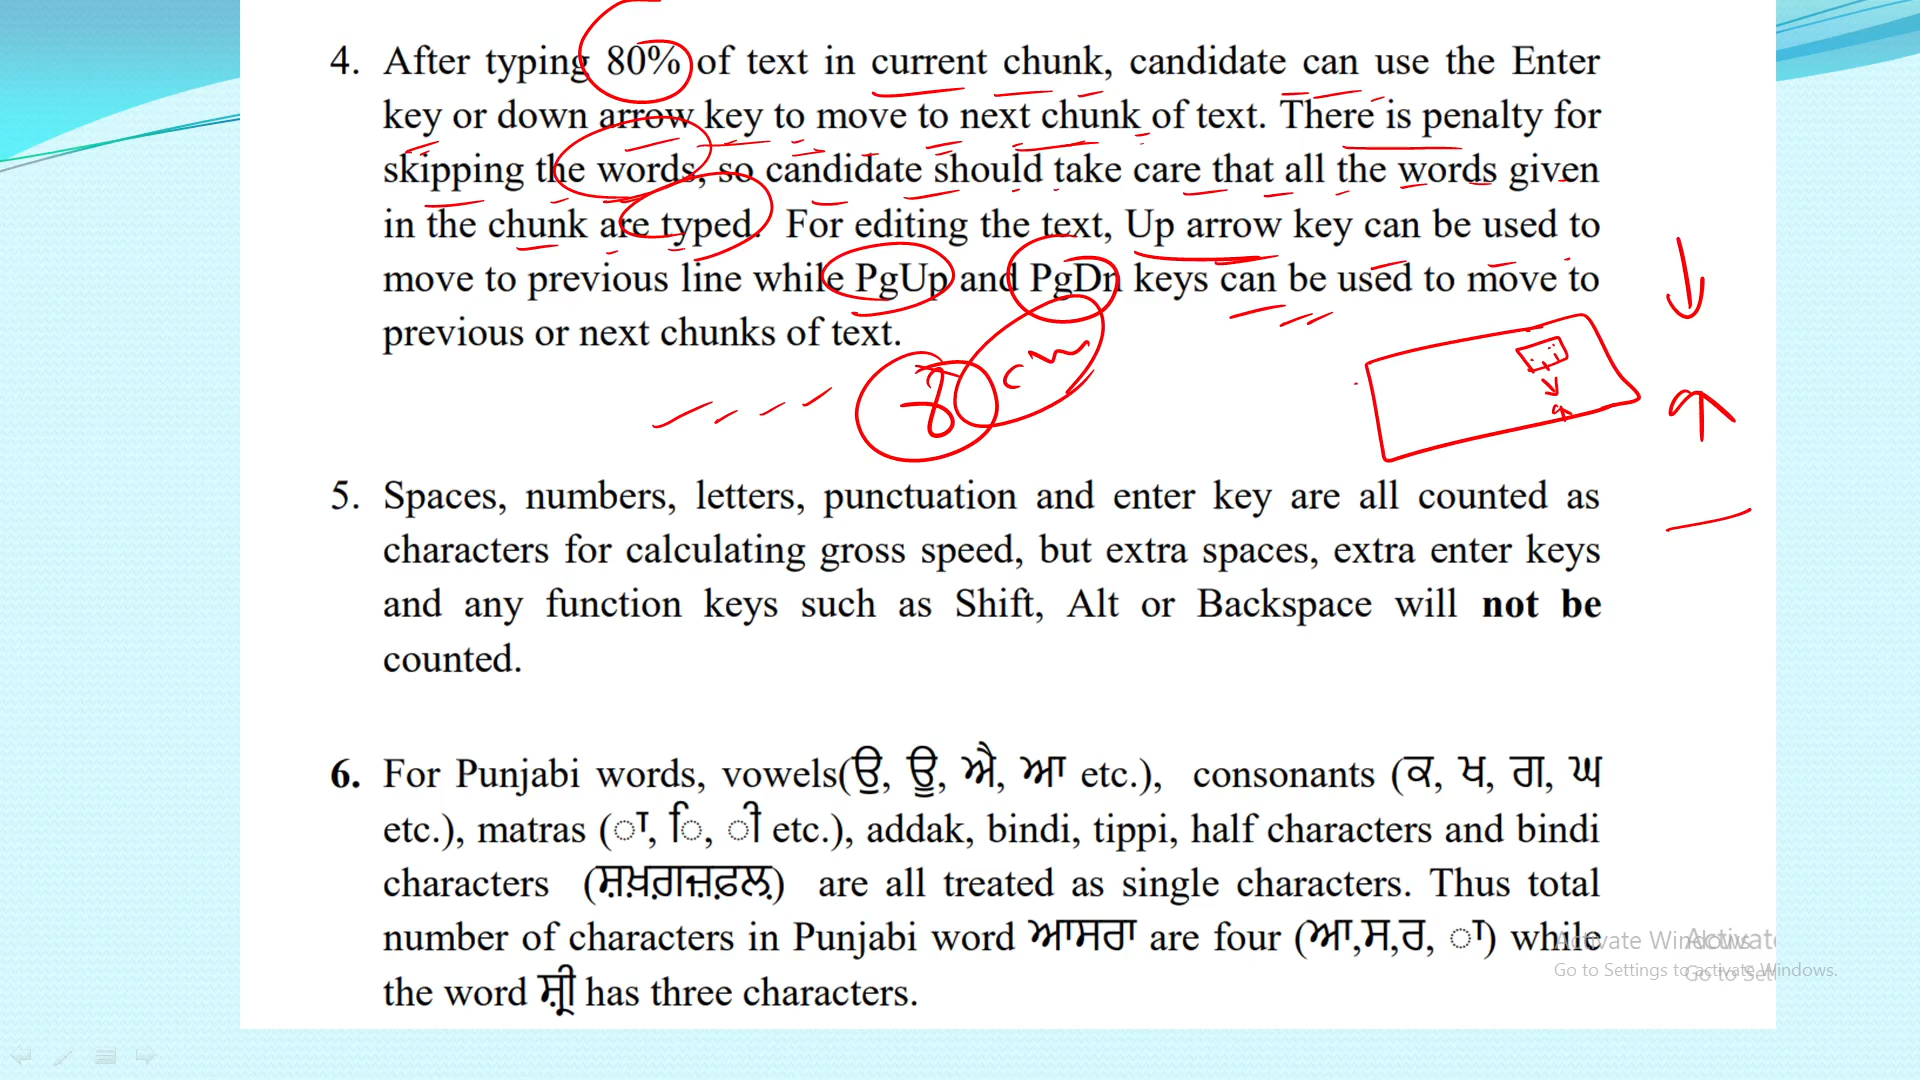 4. After typing 80% of text in current chunk, candidate can use the Enter
key or down arrow key to move to next chunk of text. There is penalty for
skipping the words, so candidate should take care that all the words given
in the chunk are typed. For editing the text, Up arrow key can be used to
move to previous line while PgUp and PgDn keys can be used to move to
previous or next chunks of text.
5. Spaces, numbers, letters, punctuation and enter key are all counted as
characters for calculating gross speed, but extra spaces, extra enter keys
and any function keys such as Shift, Alt or Backspace will not be
counted.
6. For Punjabi words, vowels(ਉ, ਊ, ਐ, ਆ etc.), consonants (ਕ, ਖ, ਗ, ਘ
etc.), matras (ਾ, ਿ, ੀ etc.), addak, bindi, tippi, half characters and bindi
characters (ਸ਼ਖ਼ਗ਼ਜ਼ਫ਼ਲ਼) are all treated as single characters. Thus total
number of characters in Punjabi word ਆਸਰਾ are four (ਆ,ਸ,ਰ, ਾ) while
the word ਸ਼੍ਰੀ has three characters.
Activate Windows
Go to Settings to activate Windows.